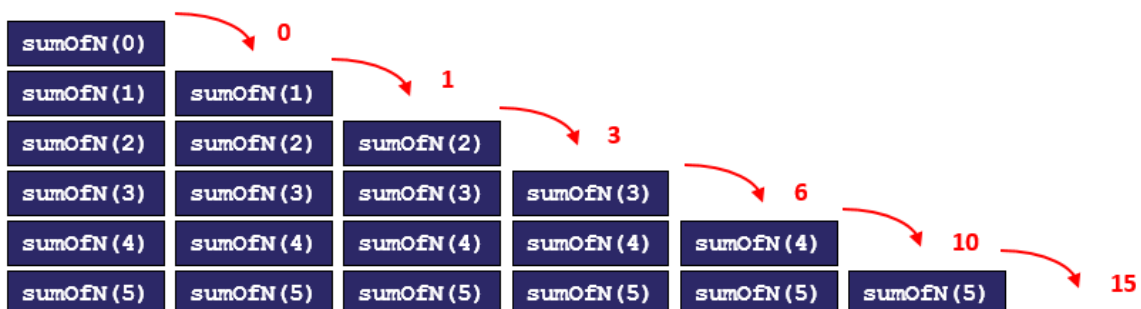 sumOfN(0) 0
sumOfN(1) sumOfN(1) 1
sumOfN(2) sumOfN(2) sumOfN(2) 3
sumOfN(3) sumOfN(3) sumOfN(3) sumOfN(3) 6
sumOfN(4) sumOfN(4) sumOfN(4) sumOfN(4) sumOfN(4) 10
sumOfN(5) sumOfN(5) sumOfN(5) sumOfN(5) sumOfN(5) sumOfN(5) 15